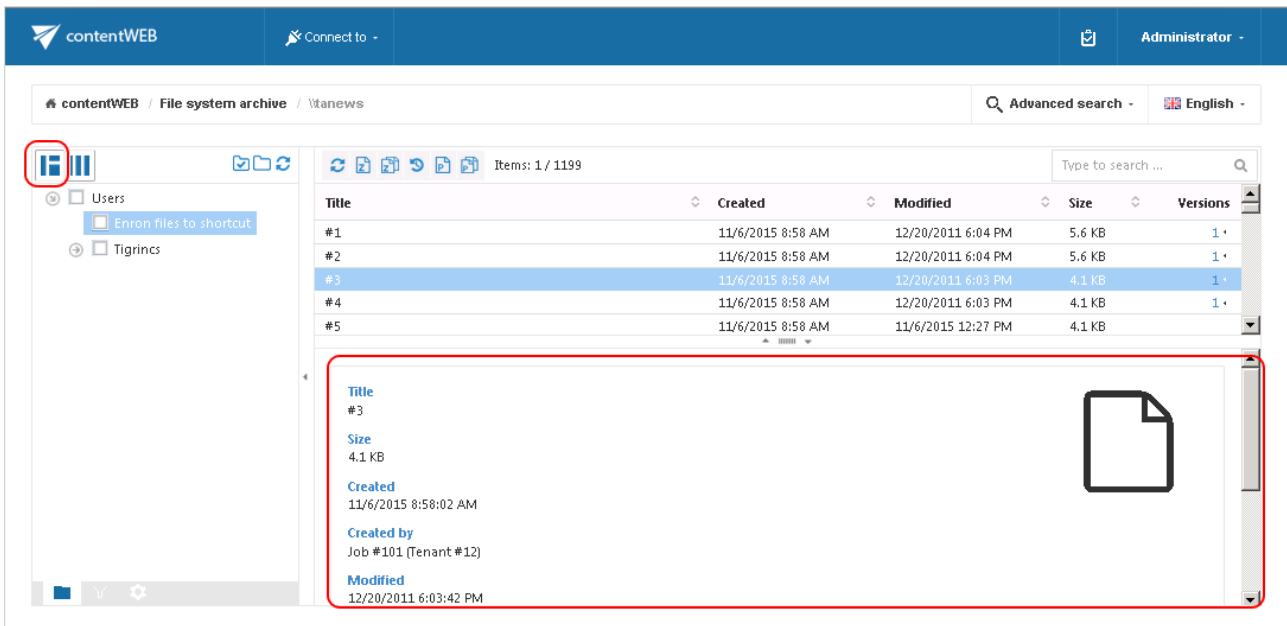 contentWEB
Connect to
Administrator
contentWEB / File system archive / \\tanews
Advanced search
English
Items: 1 / 1199
Type to search ...
Users
Enron files to shortcut
Tigrincs
Title Created Modified Size Versions
#1 11/6/2015 8:58 AM 12/20/2011 6:04 PM 5.6 KB 1
#2 11/6/2015 8:58 AM 12/20/2011 6:04 PM 5.6 KB 1
#3 11/6/2015 8:58 AM 12/20/2011 6:03 PM 4.1 KB 1
#4 11/6/2015 8:58 AM 12/20/2011 6:03 PM 4.1 KB 1
#5 11/6/2015 8:58 AM 11/6/2015 12:27 PM 4.1 KB
Title
#3
Size
4.1 KB
Created
11/6/2015 8:58:02 AM
Created by
Job #101 (Tenant #12)
Modified
12/20/2011 6:03:42 PM